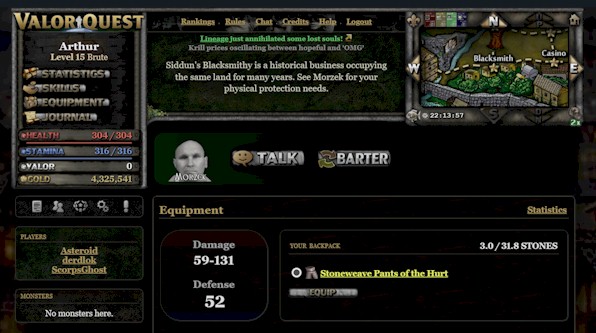 VALORQUEST
Arthur
Level 15 Brute
STATISTICS
SKILLS
EQUIPMENT
JOURNAL
HEALTH 304 / 304
STAMINA 316 / 316
VALOR 0
GOLD 4,325,541
PLAYERS
Asteroid
derdlok
ScorpsGhost
MONSTERS
No monsters here.
Rankings Rules Chat Credits Help Logout
Lineage just annihilated some lost souls!
Krill prices oscillating between hopeful and 'OMG'
Siddun's Blacksmithy is a historical business occupying
the same land for many years. See Morzek for your
physical protection needs.
N
Casino
Blacksmith
W
E
S
22:13:57
2s
MORZEK
TALK
BARTER
Equipment
Statistics
Damage
59-131
Defense
52
YOUR BACKPACK
3.0 / 31.8 STONES
Stoneweave Pants of the Hurt
EQUIP